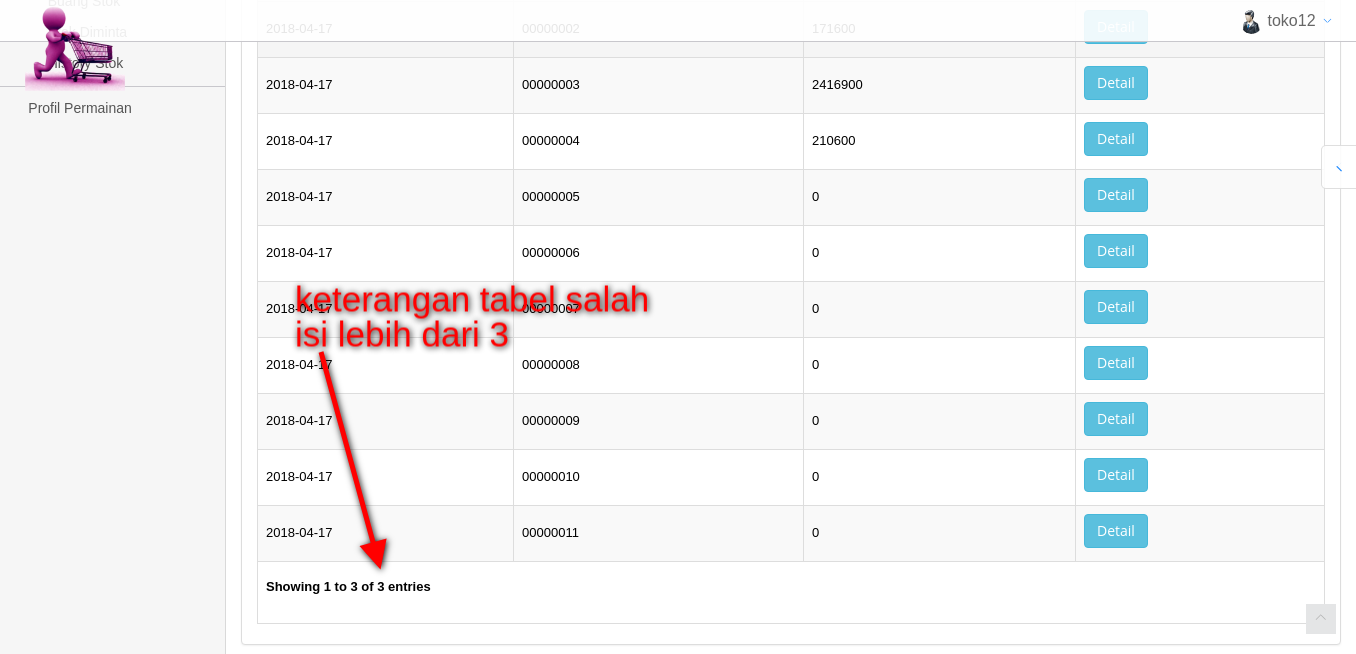 Buang Stok
Diminta
History Stok
Profil Permainan
toko12
2018-04-17 00000002 171600 Detail
2018-04-17 00000003 2416900 Detail
2018-04-17 00000004 210600 Detail
2018-04-17 00000005 0 Detail
2018-04-17 00000006 0 Detail
2018-04-17 00000007 0 Detail
keterangan tabel salah
isi lebih dari 3
2018-04-17 00000008 0 Detail
2018-04-17 00000009 0 Detail
2018-04-17 00000010 0 Detail
2018-04-17 00000011 0 Detail
Showing 1 to 3 of 3 entries